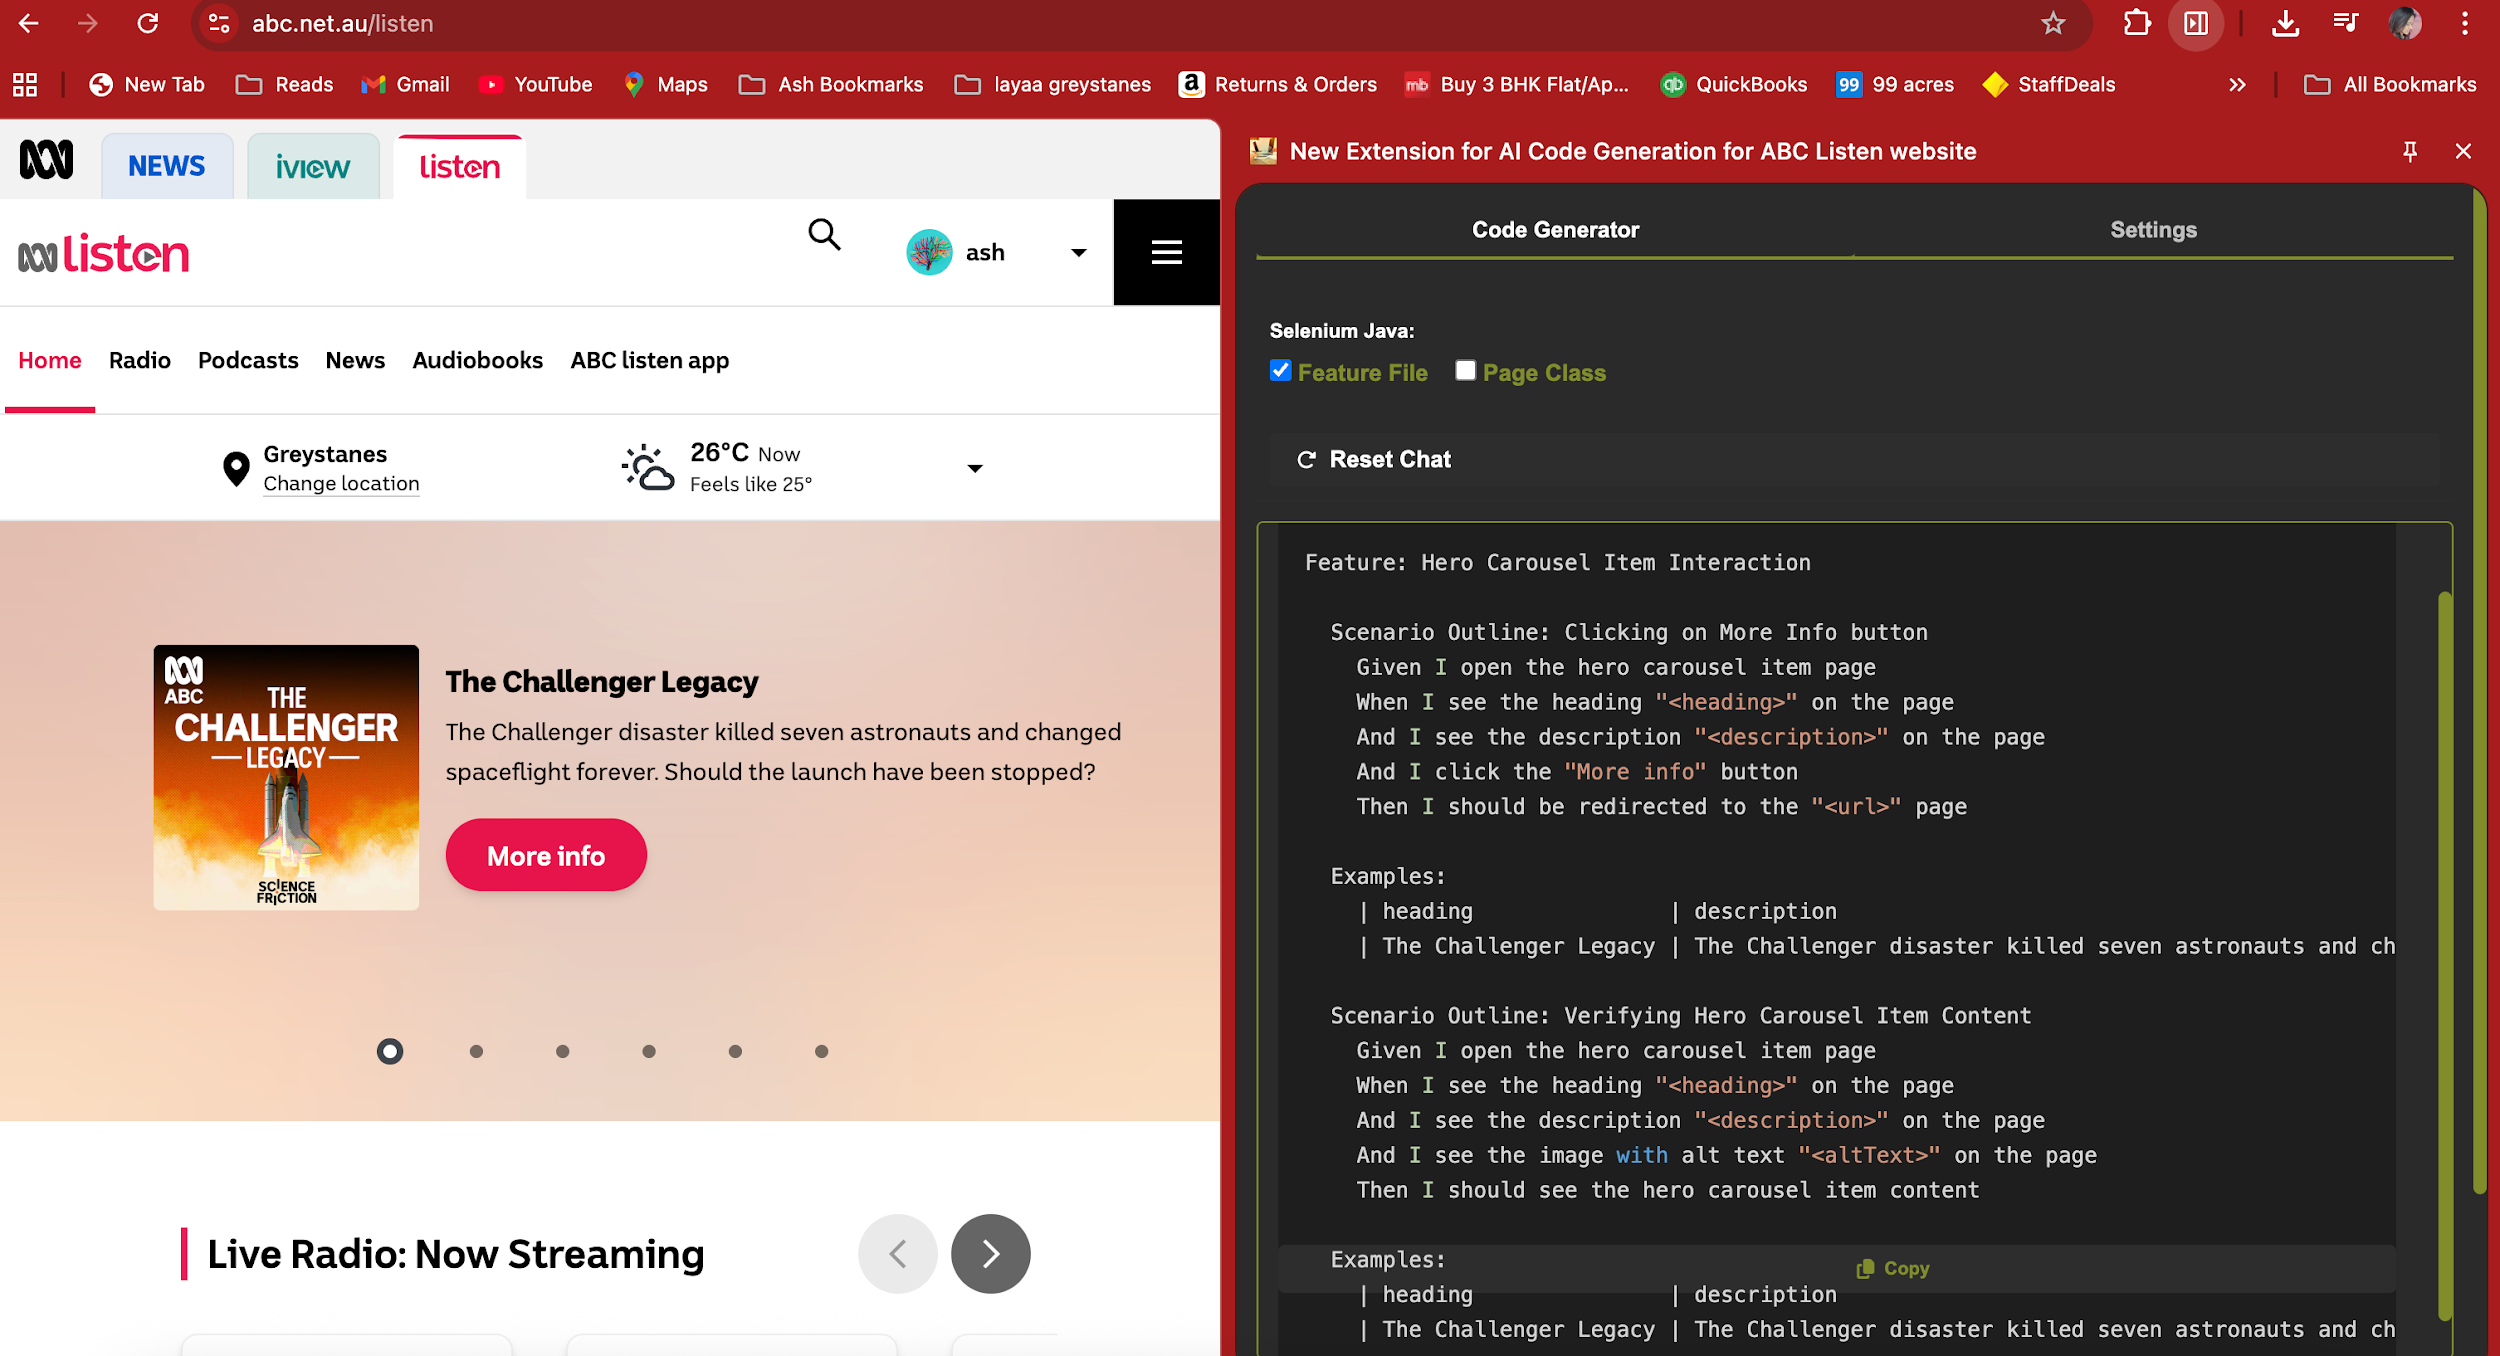 abc.net.au/listen
New Tab
Reads
Gmail
YouTube
Maps
Ash Bookmarks
layaa greystanes
a
Returns & Orders
mb
Buy 3 BHK Flat/Ap...
qb
QuickBooks
99
99 acres
StaffDeals
All Bookmarks
NEWS
iview
listen
listen
ash
Home
Radio
Podcasts
News
Audiobooks
ABC listen app
Greystanes
Change location
26°C Now
Feels like 25°
ABC
THE
CHALLENGER
LEGACY
SCIENCE
FRICTION
The Challenger Legacy
The Challenger disaster killed seven astronauts and changed
spaceflight forever. Should the launch have been stopped?
More info
Live Radio: Now Streaming
New Extension for AI Code Generation for ABC Listen website
Code Generator
Settings
Selenium Java:
Feature File
Page Class
Reset Chat
Feature: Hero Carousel Item Interaction
Scenario Outline: Clicking on More Info button
Given I open the hero carousel item page
When I see the heading "<heading>" on the page
And I see the description "<description>" on the page
And I click the "More info" button
Then I should be redirected to the "<url>" page
Examples:
| heading | description
| The Challenger Legacy | The Challenger disaster killed seven astronauts and ch
Scenario Outline: Verifying Hero Carousel Item Content
Given I open the hero carousel item page
When I see the heading "<heading>" on the page
And I see the description "<description>" on the page
And I see the image with alt text "<altText>" on the page
Then I should see the hero carousel item content
Examples:
Copy
| heading | description
| The Challenger Legacy | The Challenger disaster killed seven astronauts and ch